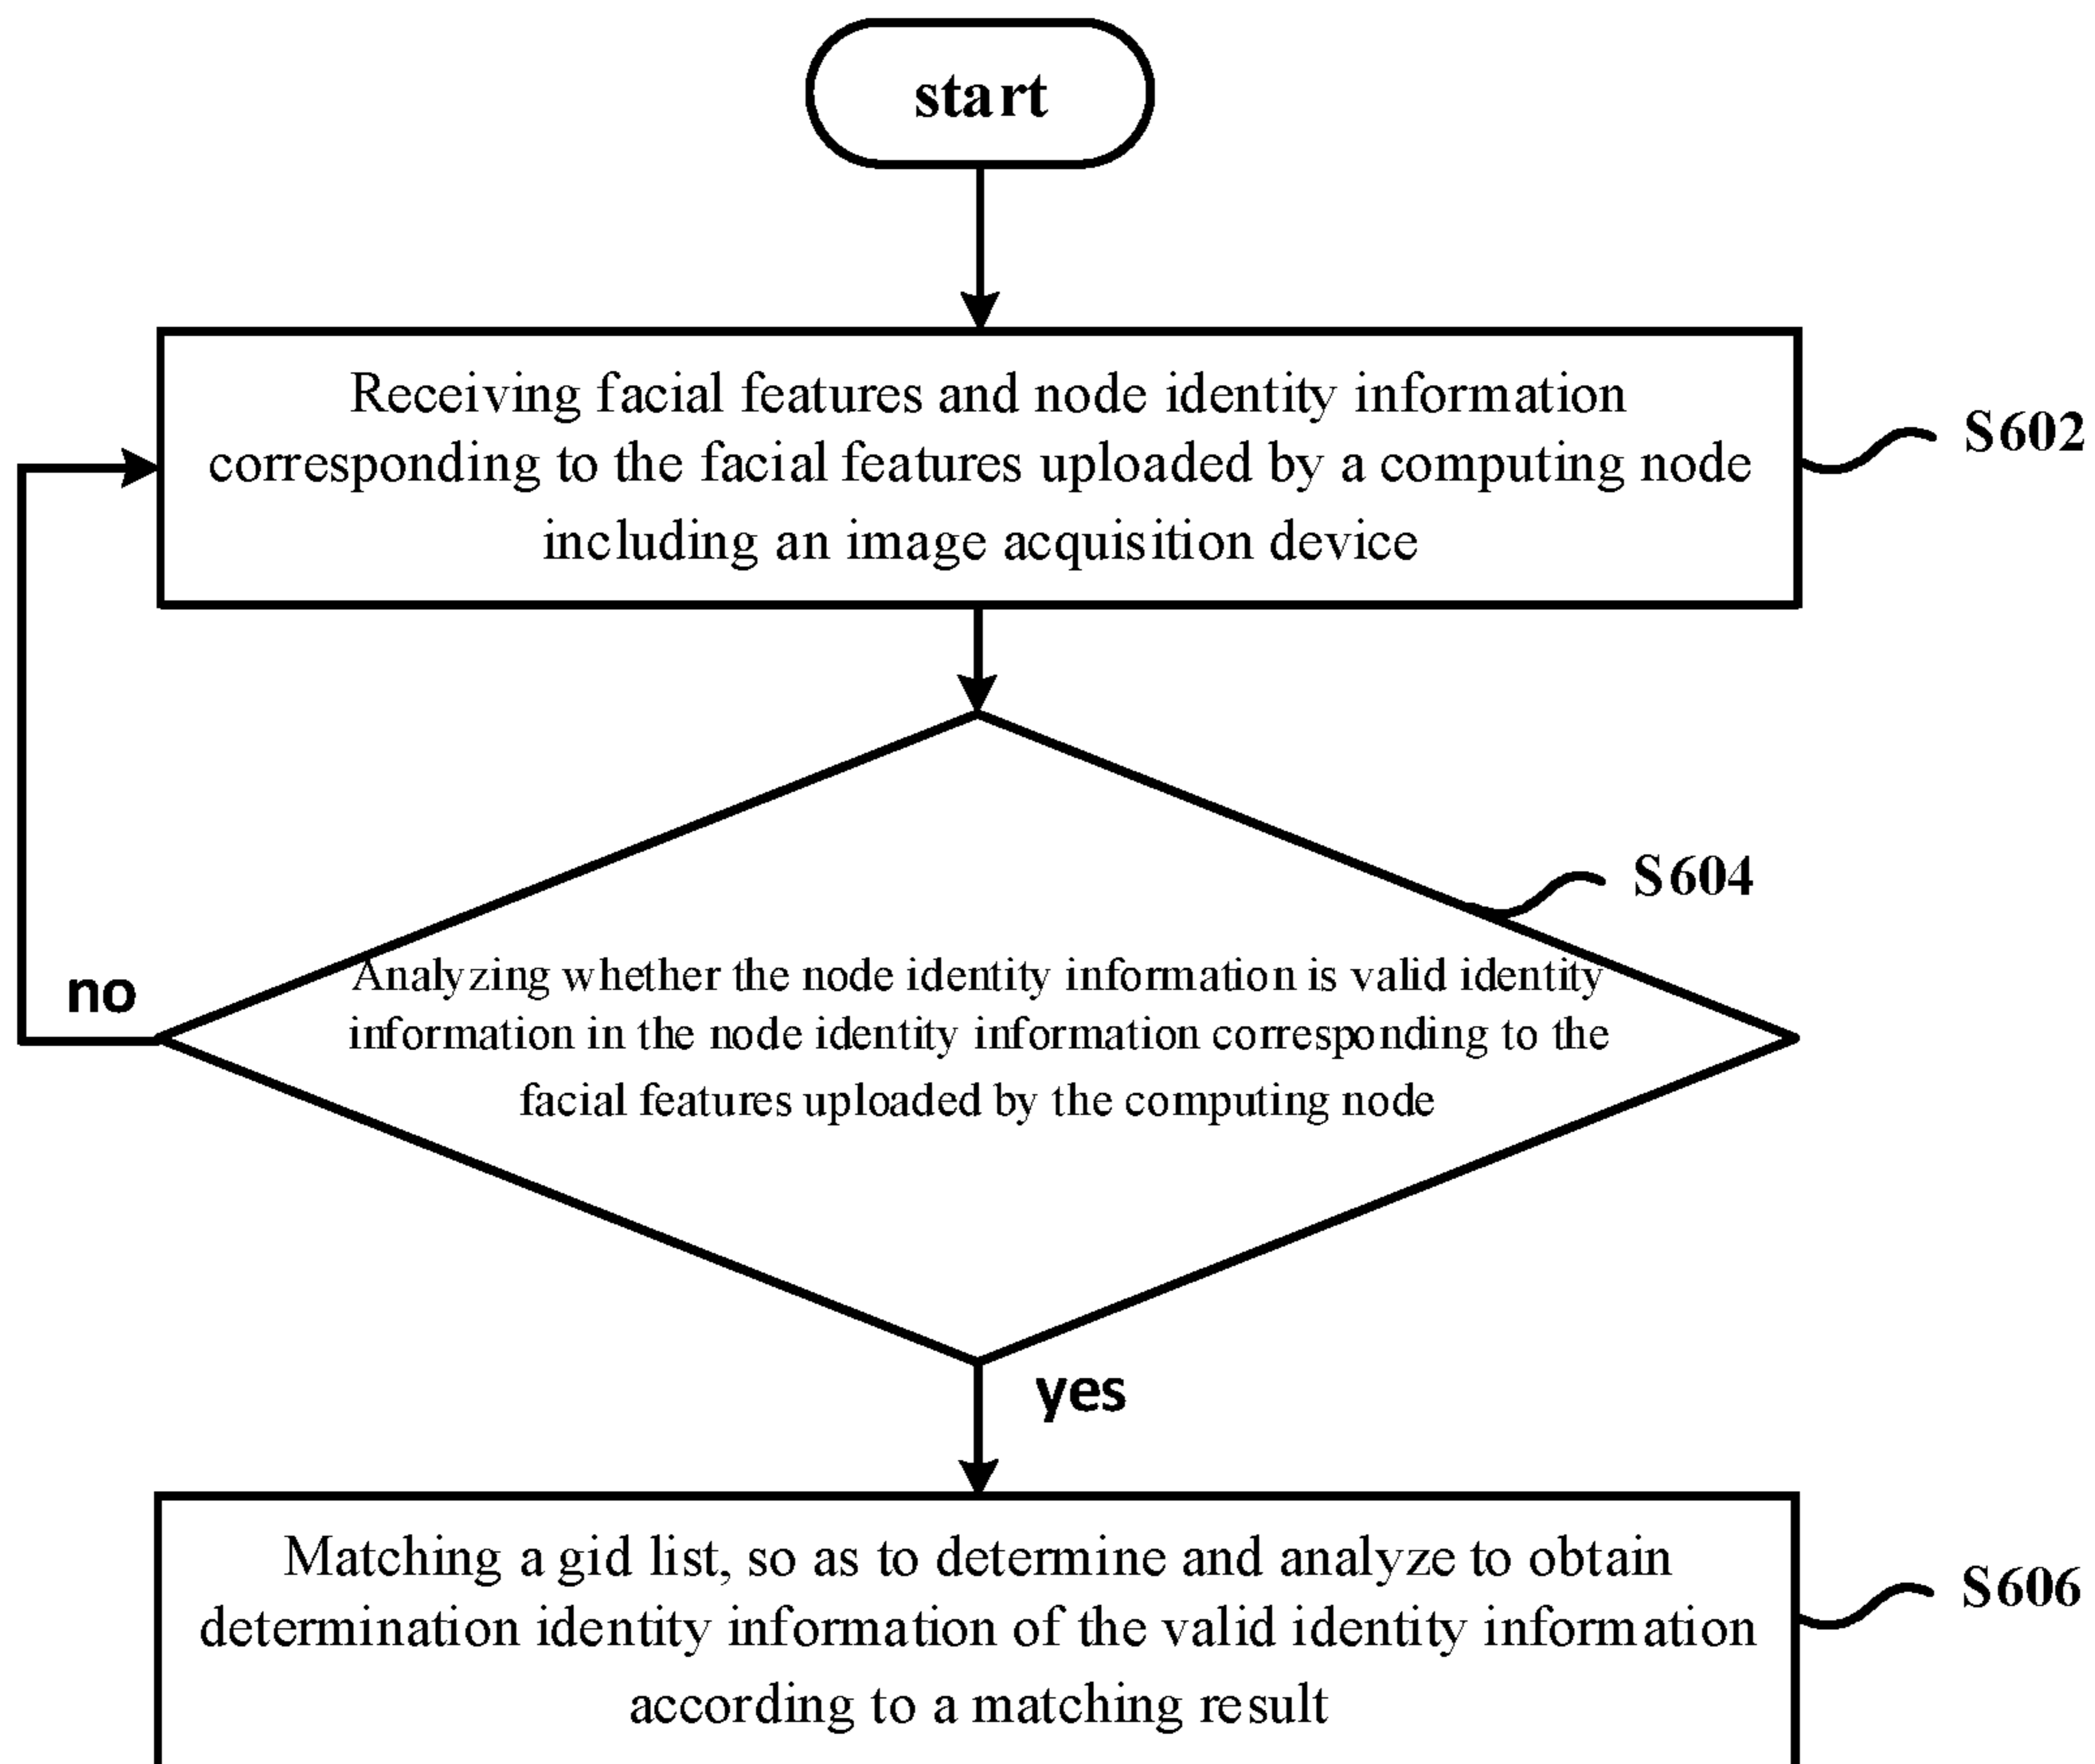 start
Receiving facial features and node identity information
corresponding to the facial features uploaded by a computing node
including an image acquisition device
S602
S604
Analyzing whether the node identity information is valid identity
information in the node identity information corresponding to the
facial features uploaded by the computing node
no
yes
Matching a gid list, so as to determine and analyze to obtain
determination identity information of the valid identity information
according to a matching result
S606